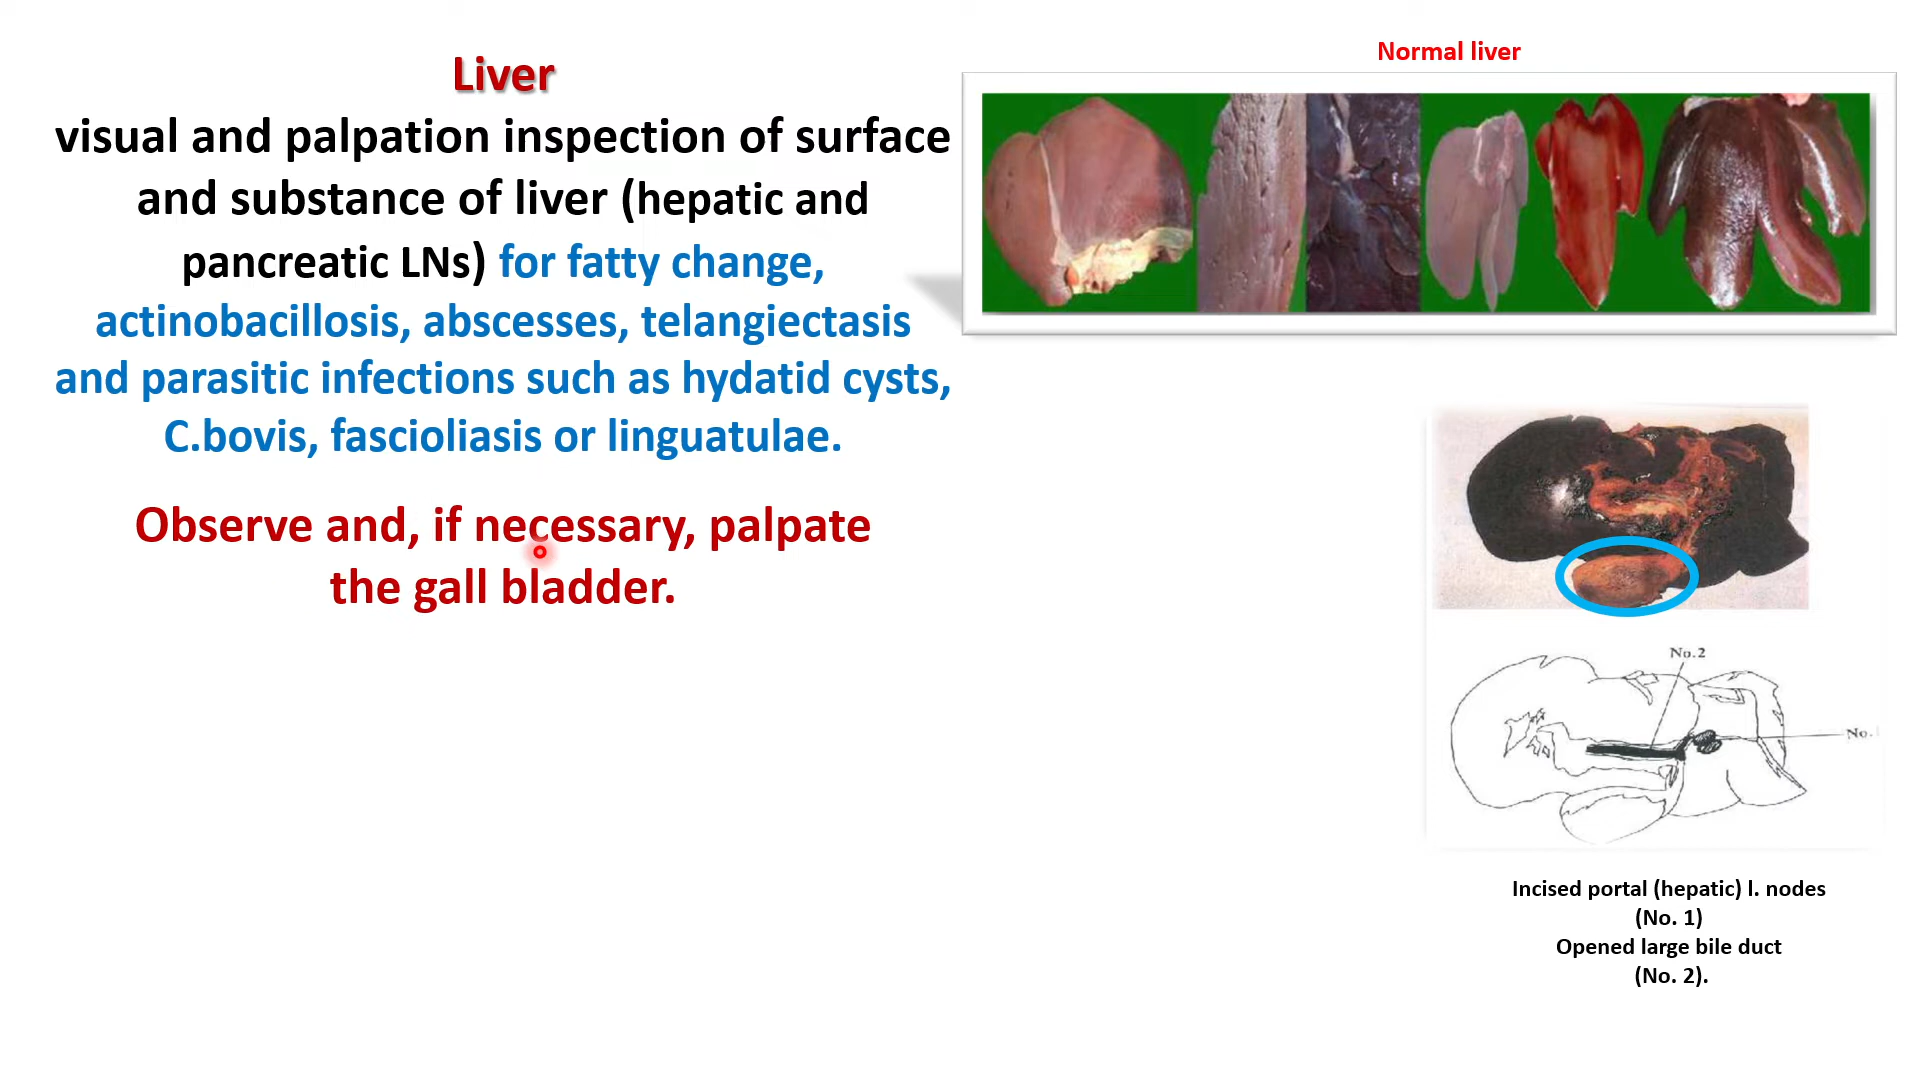 Liver
visual and palpation inspection of surface
and substance of liver (hepatic and
pancreatic LNs) for fatty change,
actinobacillosis, abscesses, telangiectasis
and parasitic infections such as hydatid cysts,
C.bovis, fascioliasis or linguatulae.
Observe and, if necessary, palpate
the gall bladder.
Normal liver
No.2
No.
Incised portal (hepatic) l. nodes
(No. 1)
Opened large bile duct
(No. 2).